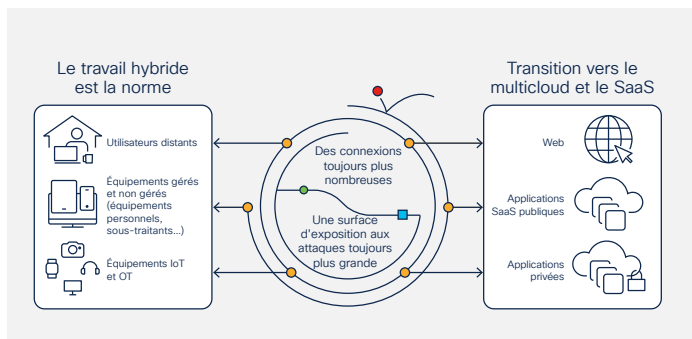 Le travail hybride
est la norme
Utilisateurs distants
Équipements gérés
et non gérés
(équipements
personnels,
sous-traitants...)
Équipements IoT
et OT
Des connexions
toujours plus
nombreuses
Une surface
d'exposition aux
attaques toujours
plus grande
Transition vers le
multicloud et le SaaS
Web
Applications
SaaS publiques
Applications
privées